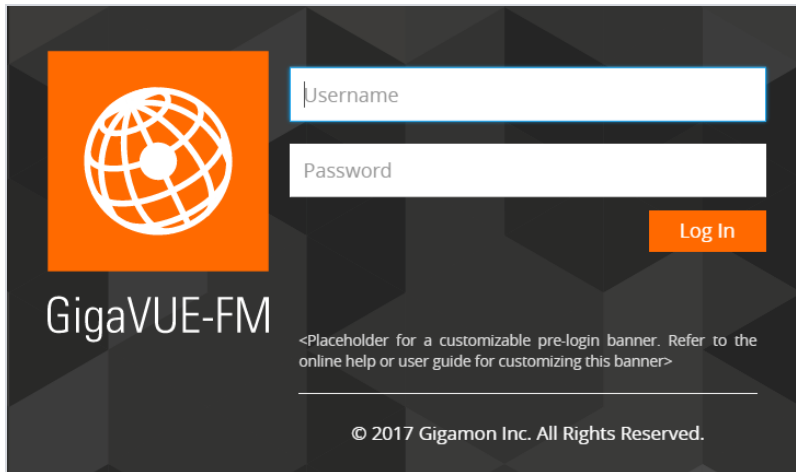 Username
Password
Log In
GigaVUE-FM
<Placeholder for a customizable pre-login banner. Refer to the
online help or user guide for customizing this banner>
© 2017 Gigamon Inc. All Rights Reserved.